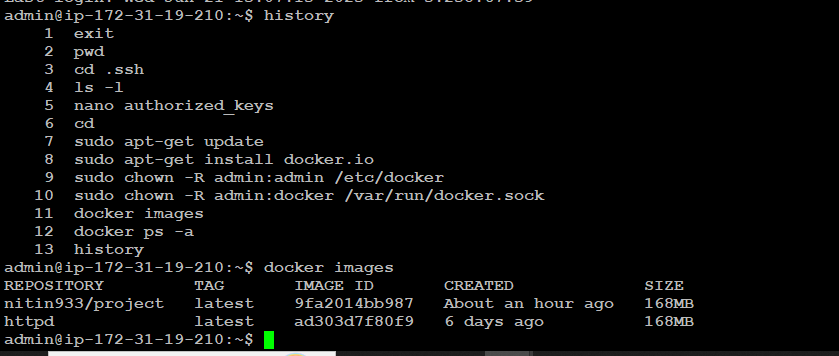 admin@ip-172-31-19-210:~$ history
1 exit
2 pwd
3 cd .ssh
4 ls -l
5 nano authorized_keys
6 cd
7 sudo apt-get update
8 sudo apt-get install docker.io
9 sudo chown -R admin:admin /etc/docker
10 sudo chown -R admin:docker /var/run/docker.sock
11 docker images
12 docker ps -a
13 history
admin@ip-172-31-19-210:~$ docker images
REPOSITORY TAG IMAGE ID CREATED SIZE
nitin933/project latest 9fa2014bb987 About an hour ago 168MB
httpd latest ad303d7f80f9 6 days ago 168MB
admin@ip-172-31-19-210:~$